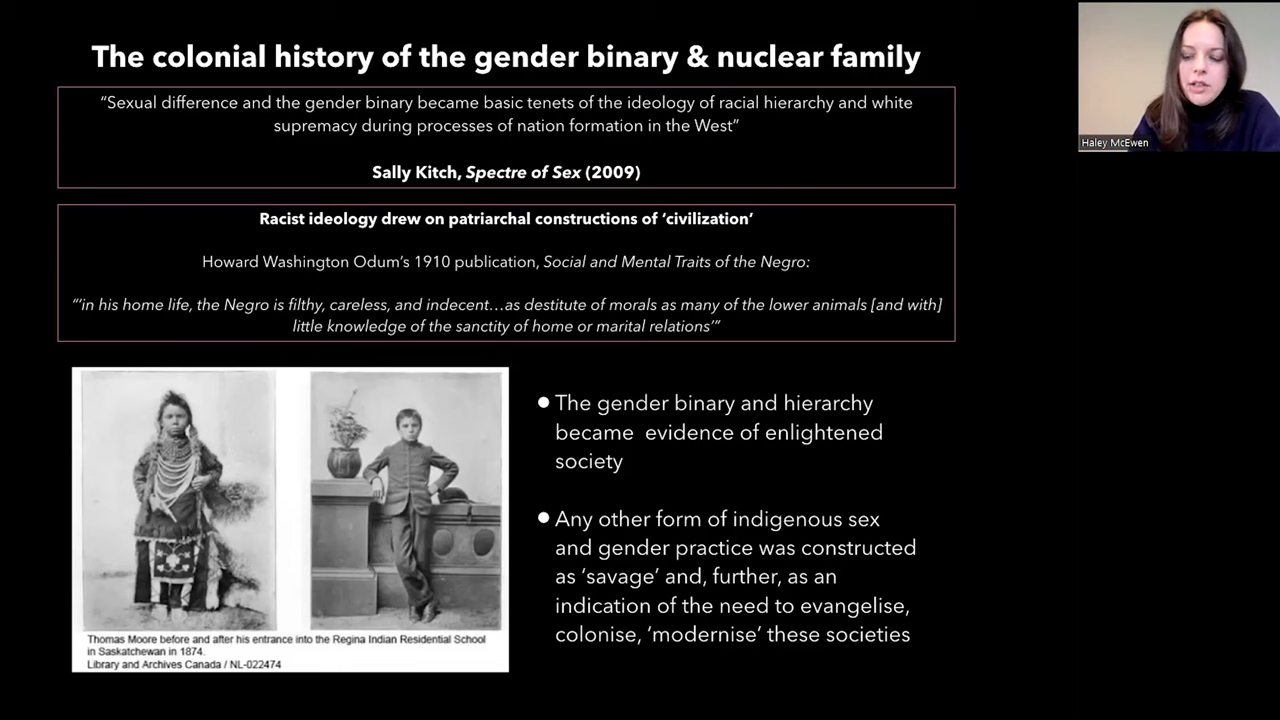 The colonial history of the gender binary & nuclear family
“Sexual difference and the gender binary became basic tenets of the ideology of racial hierarchy and white
supremacy during processes of nation formation in the West”
Sally Kitch, Spectre of Sex (2009)
Racist ideology drew on patriarchal constructions of ‘civilization’
Howard Washington Odum’s 1910 publication, Social and Mental Traits of the Negro:
“‘in his home life, the Negro is filthy, careless, and indecent…as destitute of morals as many of the lower animals [and with]
little knowledge of the sanctity of home or marital relations’”
Thomas Moore before and after his entrance into the Regina Indian Residential School
in Saskatchewan in 1874.
Library and Archives Canada / NL-022474
● The gender binary and hierarchy
became evidence of enlightened
society
● Any other form of indigenous sex
and gender practice was constructed
as ‘savage’ and, further, as an
indication of the need to evangelise,
colonise, ‘modernise’ these societies
Haley McEwen